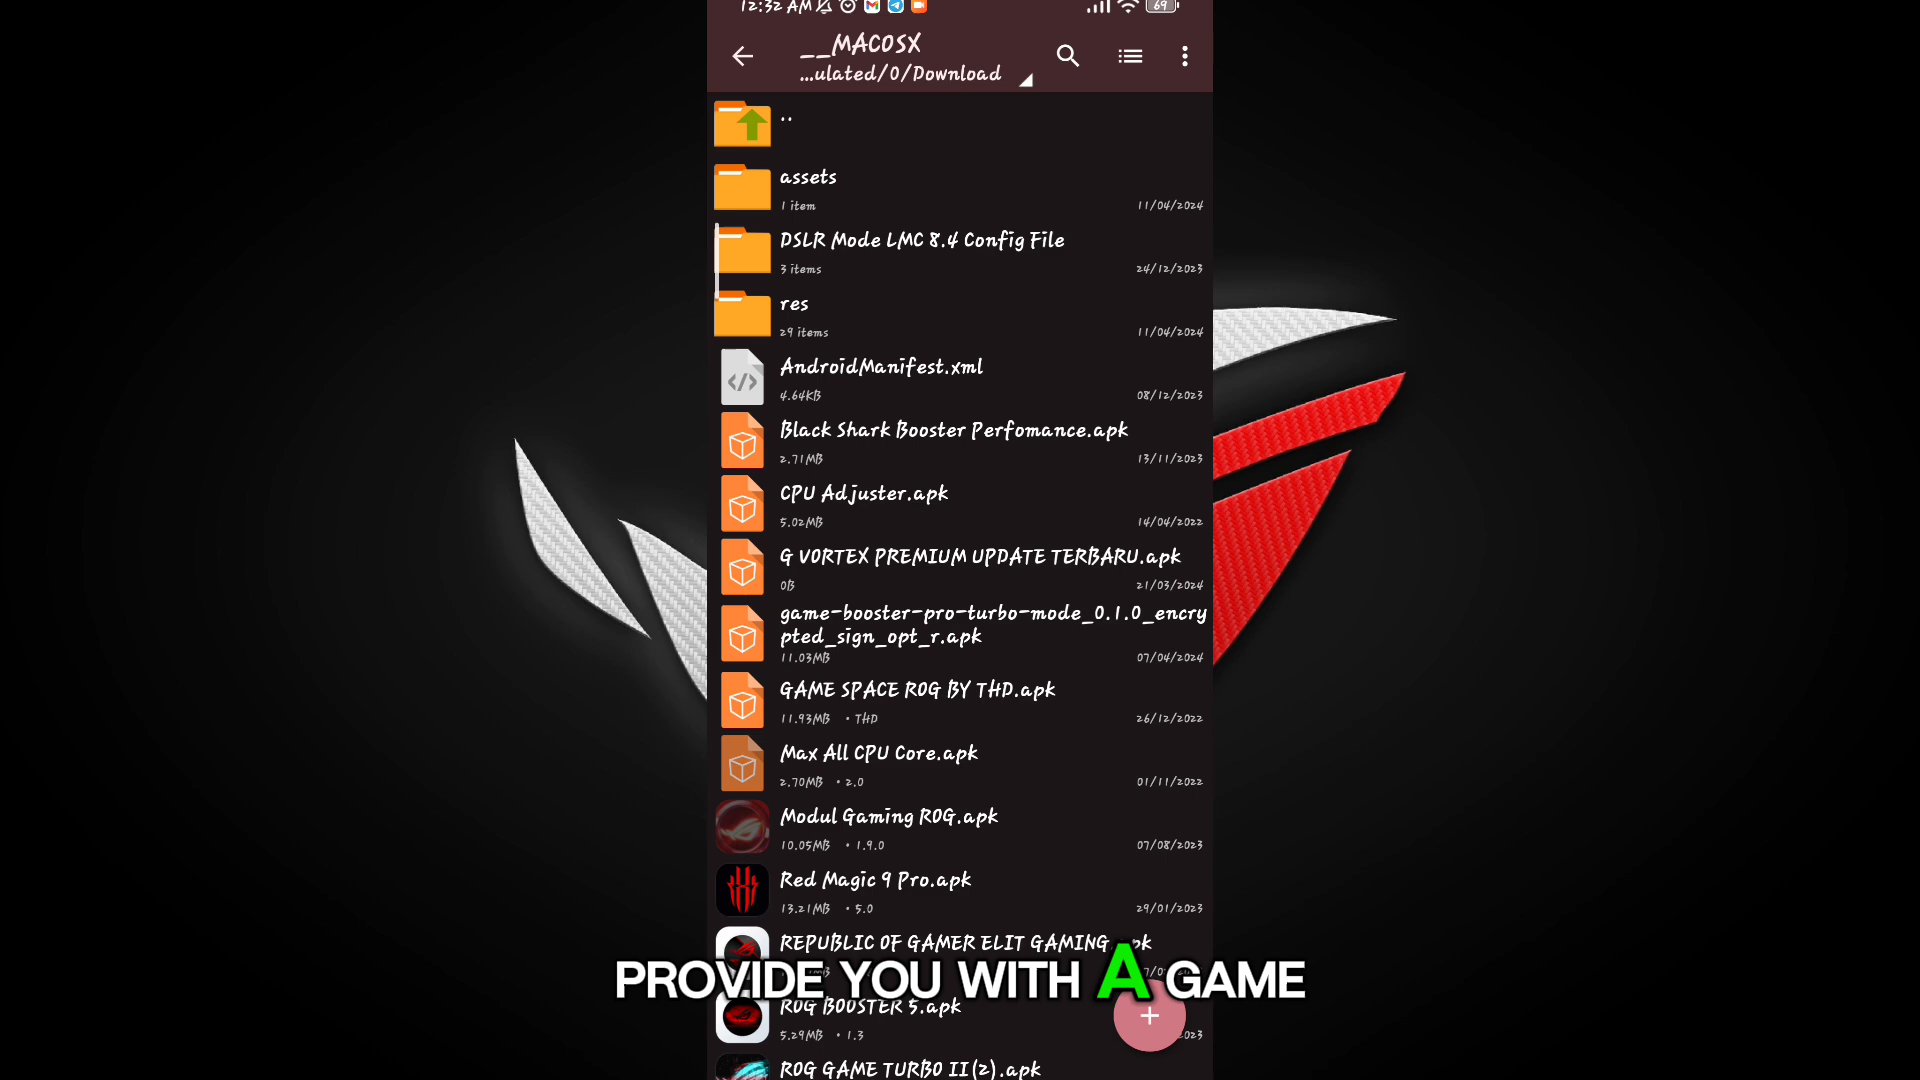 12:32 AM
69
__MACOSX
...ulated/0/Download
..
assets
1 item
11/04/2024
DSLR Mode LMC 8.4 Config File
3 items
24/12/2023
res
29 items
11/04/2024
AndroidManifest.xml
4.64KB
08/12/2023
Black Shark Booster Perfomance.apk
2.71MB
13/11/2023
CPU Adjuster.apk
5.02MB
14/04/2022
G VORTEX PREMIUM UPDATE TERBARU.apk
0B
21/03/2024
game-booster-pro-turbo-mode_0.1.0_encry
pted_sign_opt_r.apk
11.03MB
07/04/2024
GAME SPACE ROG BY THD.apk
11.93MB • THD
26/12/2022
Max All CPU Core.apk
2.70MB • 2.0
01/11/2022
Modul Gaming ROG.apk
10.05MB • 1.9.0
07/08/2023
Red Magic 9 Pro.apk
13.21MB • 5.0
29/01/2023
REPUBLIC OF GAMER ELIT GAMING
PROVIDE YOU WITH A GAME
ROG BOOSTER 5.apk
5.29MB • 1.3
ROG GAME TURBO II(2).apk